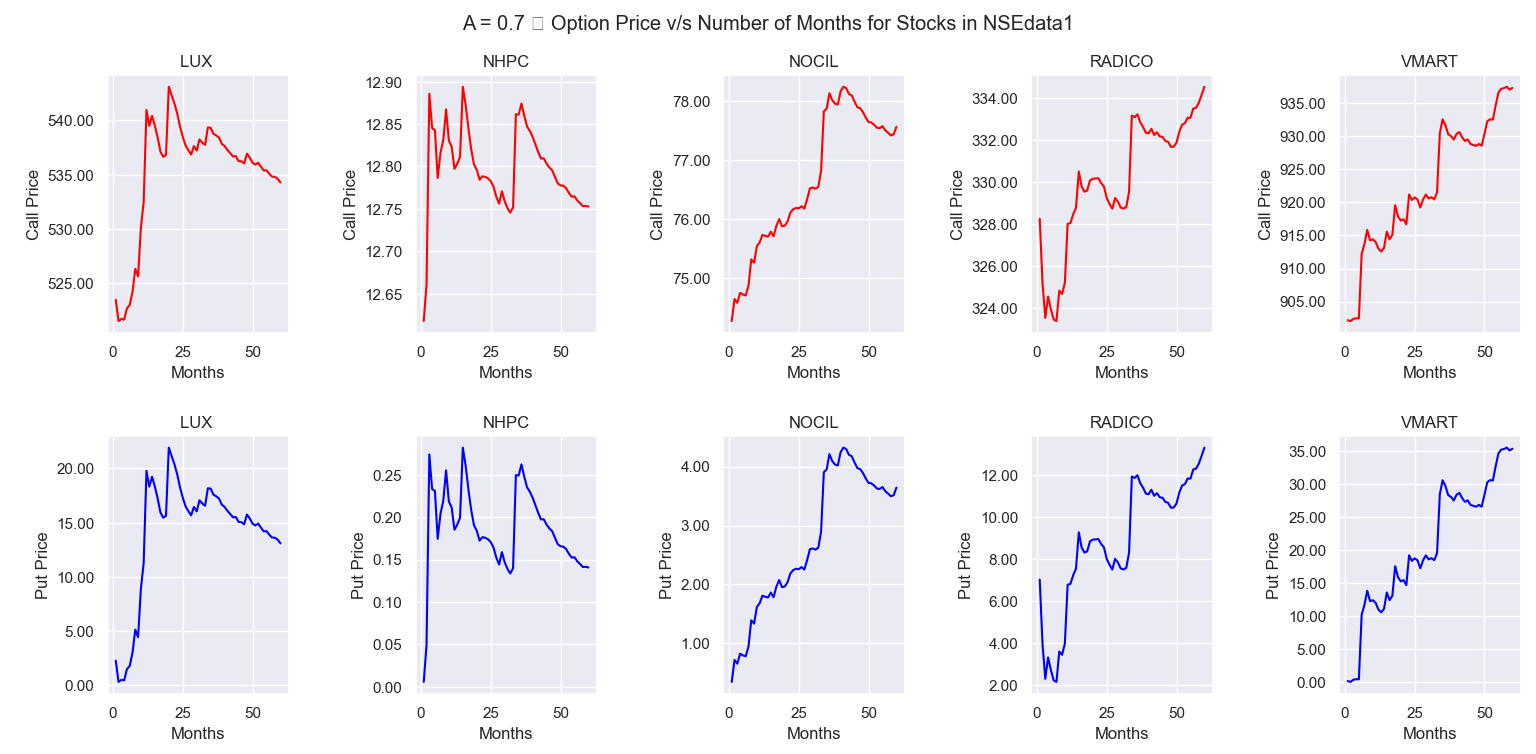 A = 0.7 Option Price v/s Number of Months for Stocks in NSEdata1
LUX NHPC NOCIL RADICO VMART
Call Price
540.00
535.00
530.00
525.00
0 25 50
Months
Call Price
12.90
12.85
12.80
12.75
12.70
12.65
0 25 50
Months
Call Price
78.00
77.00
76.00
75.00
0 25 50
Months
Call Price
334.00
332.00
330.00
328.00
326.00
324.00
0 25 50
Months
Call Price
935.00
930.00
925.00
920.00
915.00
910.00
905.00
0 25 50
Months
LUX NHPC NOCIL RADICO VMART
Put Price
20.00
15.00
10.00
5.00
0.00
0 25 50
Months
Put Price
0.25
0.20
0.15
0.10
0.05
0.00
0 25 50
Months
Put Price
4.00
3.00
2.00
1.00
0 25 50
Months
Put Price
12.00
10.00
8.00
6.00
4.00
2.00
0 25 50
Months
Put Price
35.00
30.00
25.00
20.00
15.00
10.00
5.00
0.00
0 25 50
Months